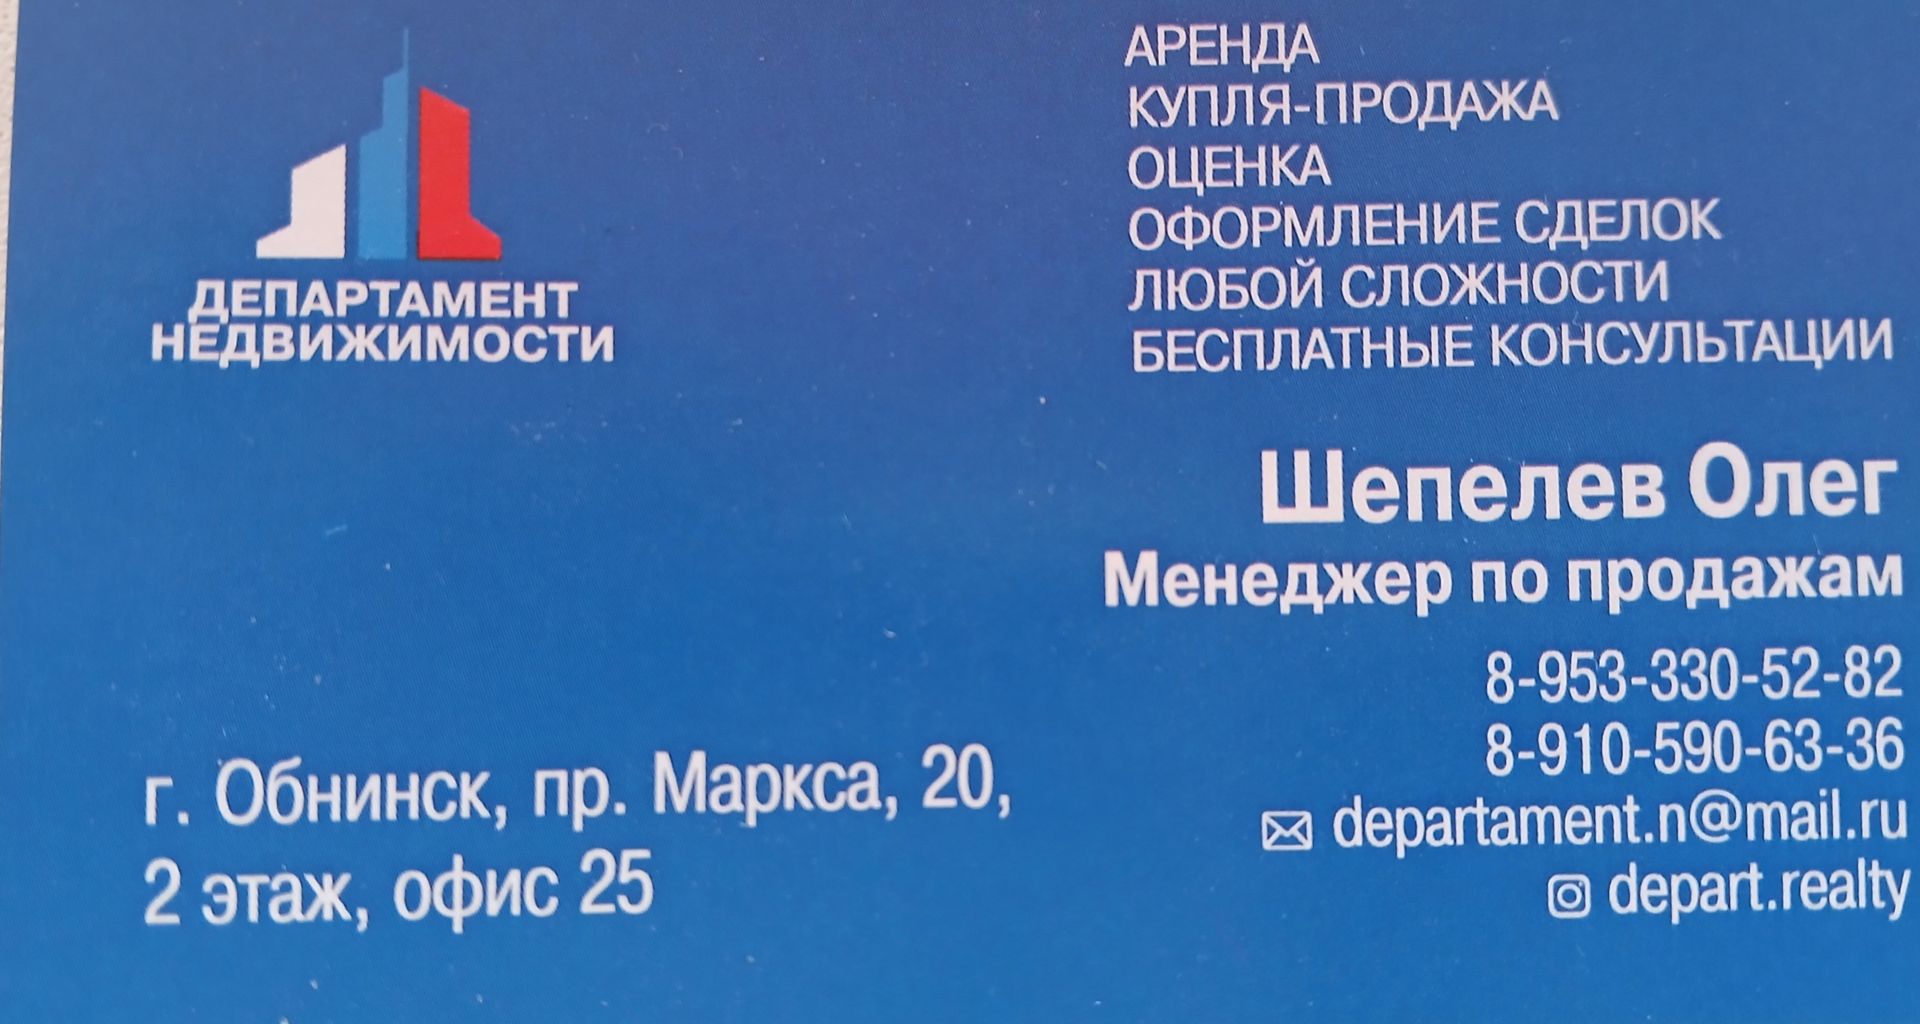 ДЕПАРТАМЕНТ
НЕДВИЖИМОСТИ
АРЕНДА
КУПЛЯ-ПРОДАЖА
ОЦЕНКА
ОФОРМЛЕНИЕ СДЕЛОК
ЛЮБОЙ СЛОЖНОСТИ
БЕСПЛАТНЫЕ КОНСУЛЬТАЦИИ
Шепелев Олег
Менеджер по продажам
8-953-330-52-82
8-910-590-63-36
departament.n@mail.ru
depart.realty
г. Обнинск, пр. Маркса, 20,
2 этаж, офис 25